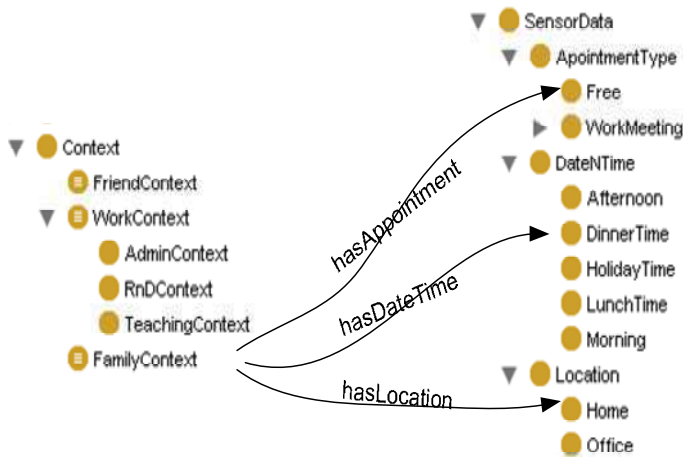 Context
FriendContext
WorkContext
AdminContext
RnDContext
TeachingContext
FamilyContext
hasAppointment
hasDateTime
hasLocation
SensorData
ApointmentType
Free
WorkMeeting
DateNTime
Afternoon
DinnerTime
HolidayTime
LunchTime
Morning
Location
Home
Office